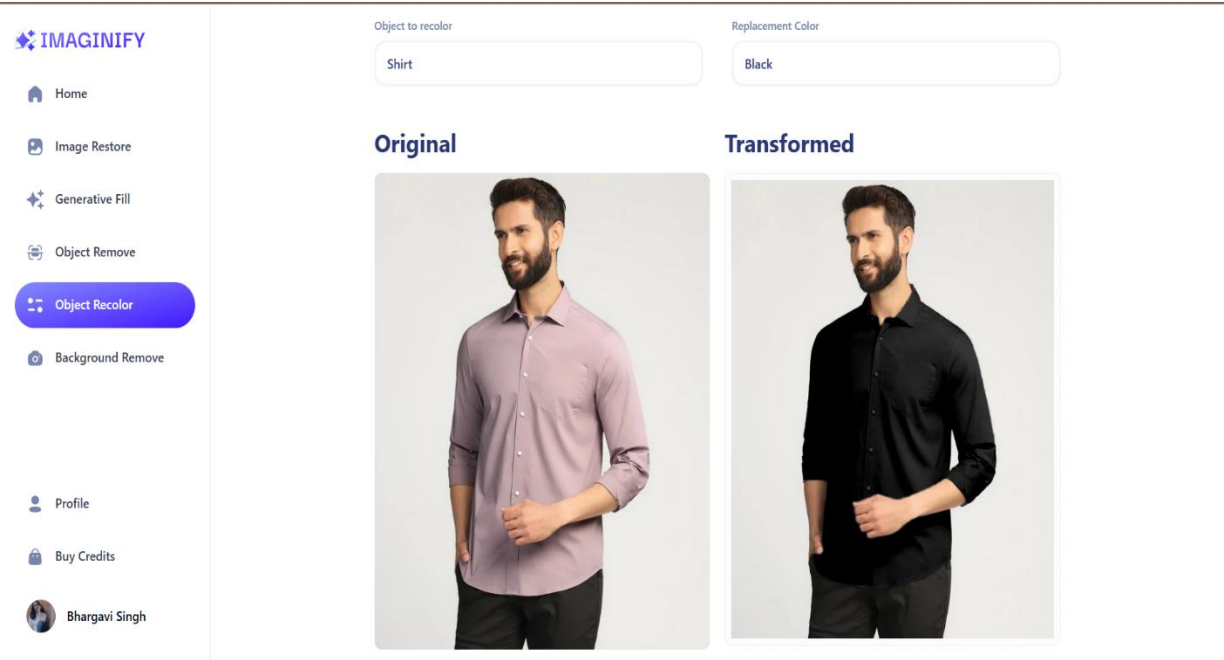 IMAGINIFY
Home
Image Restore
Generative Fill
Object Remove
Object Recolor
Background Remove
Profile
Buy Credits
Bhargavi Singh
Object to recolor
Shirt
Replacement Color
Black
Original
Transformed